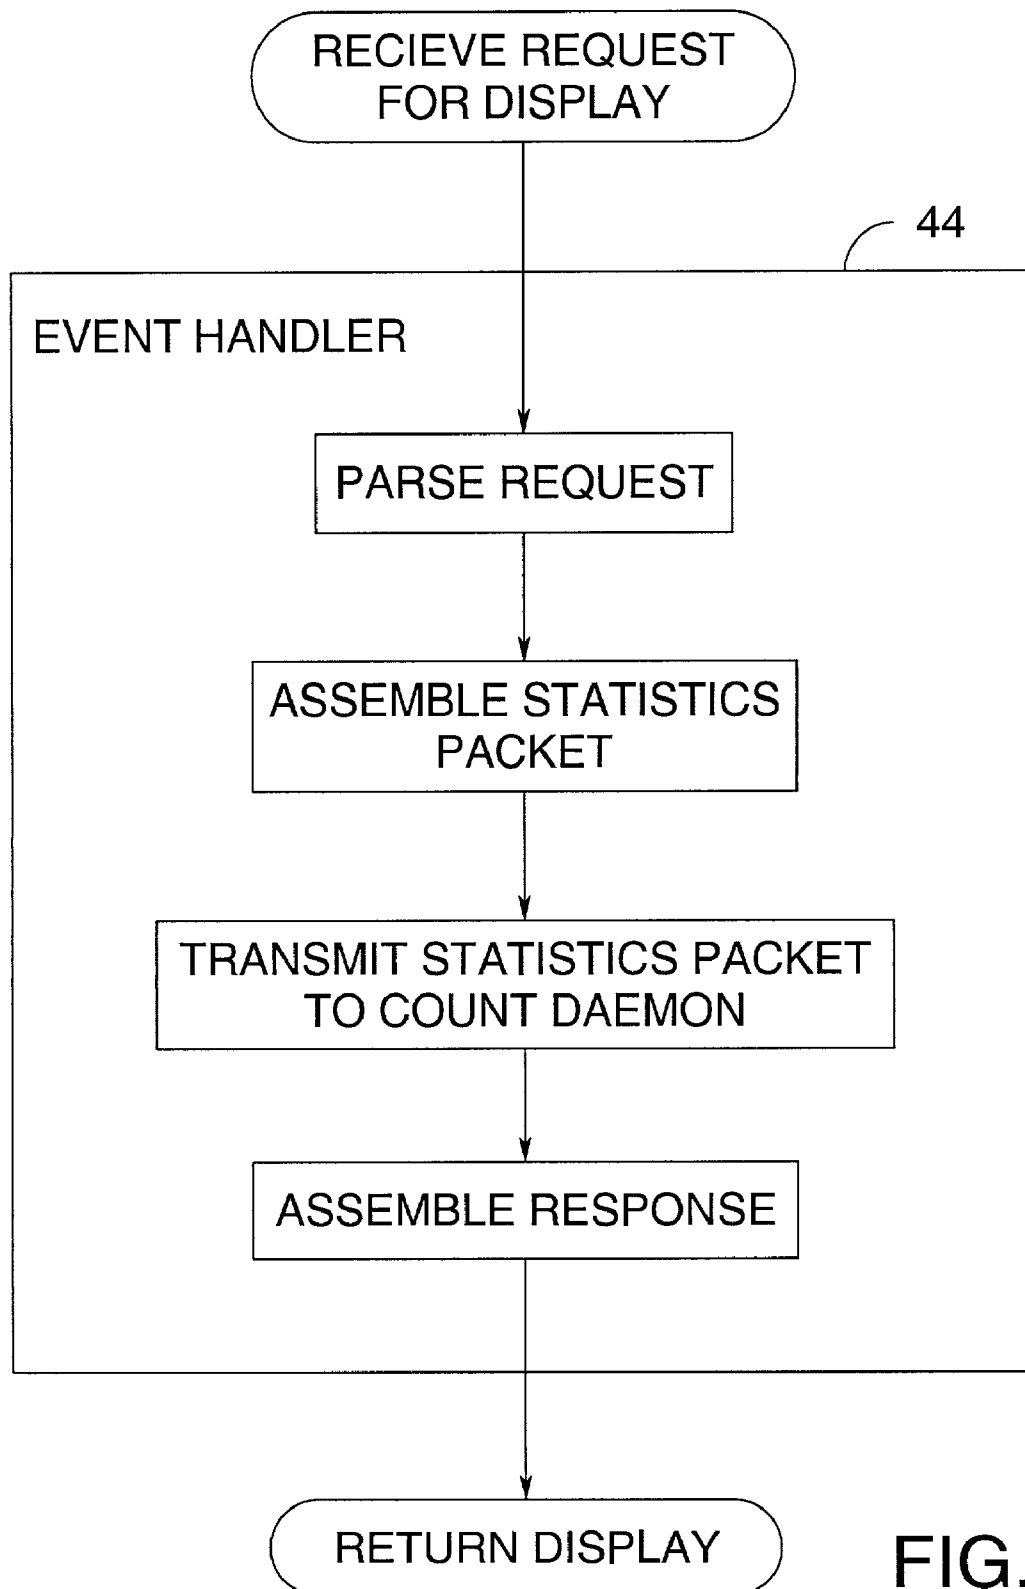 RECIEVE REQUEST
FOR DISPLAY
44
EVENT HANDLER
PARSE REQUEST
ASSEMBLE STATISTICS
PACKET
TRANSMIT STATISTICS PACKET
TO COUNT DAEMON
ASSEMBLE RESPONSE
RETURN DISPLAY
FIG.